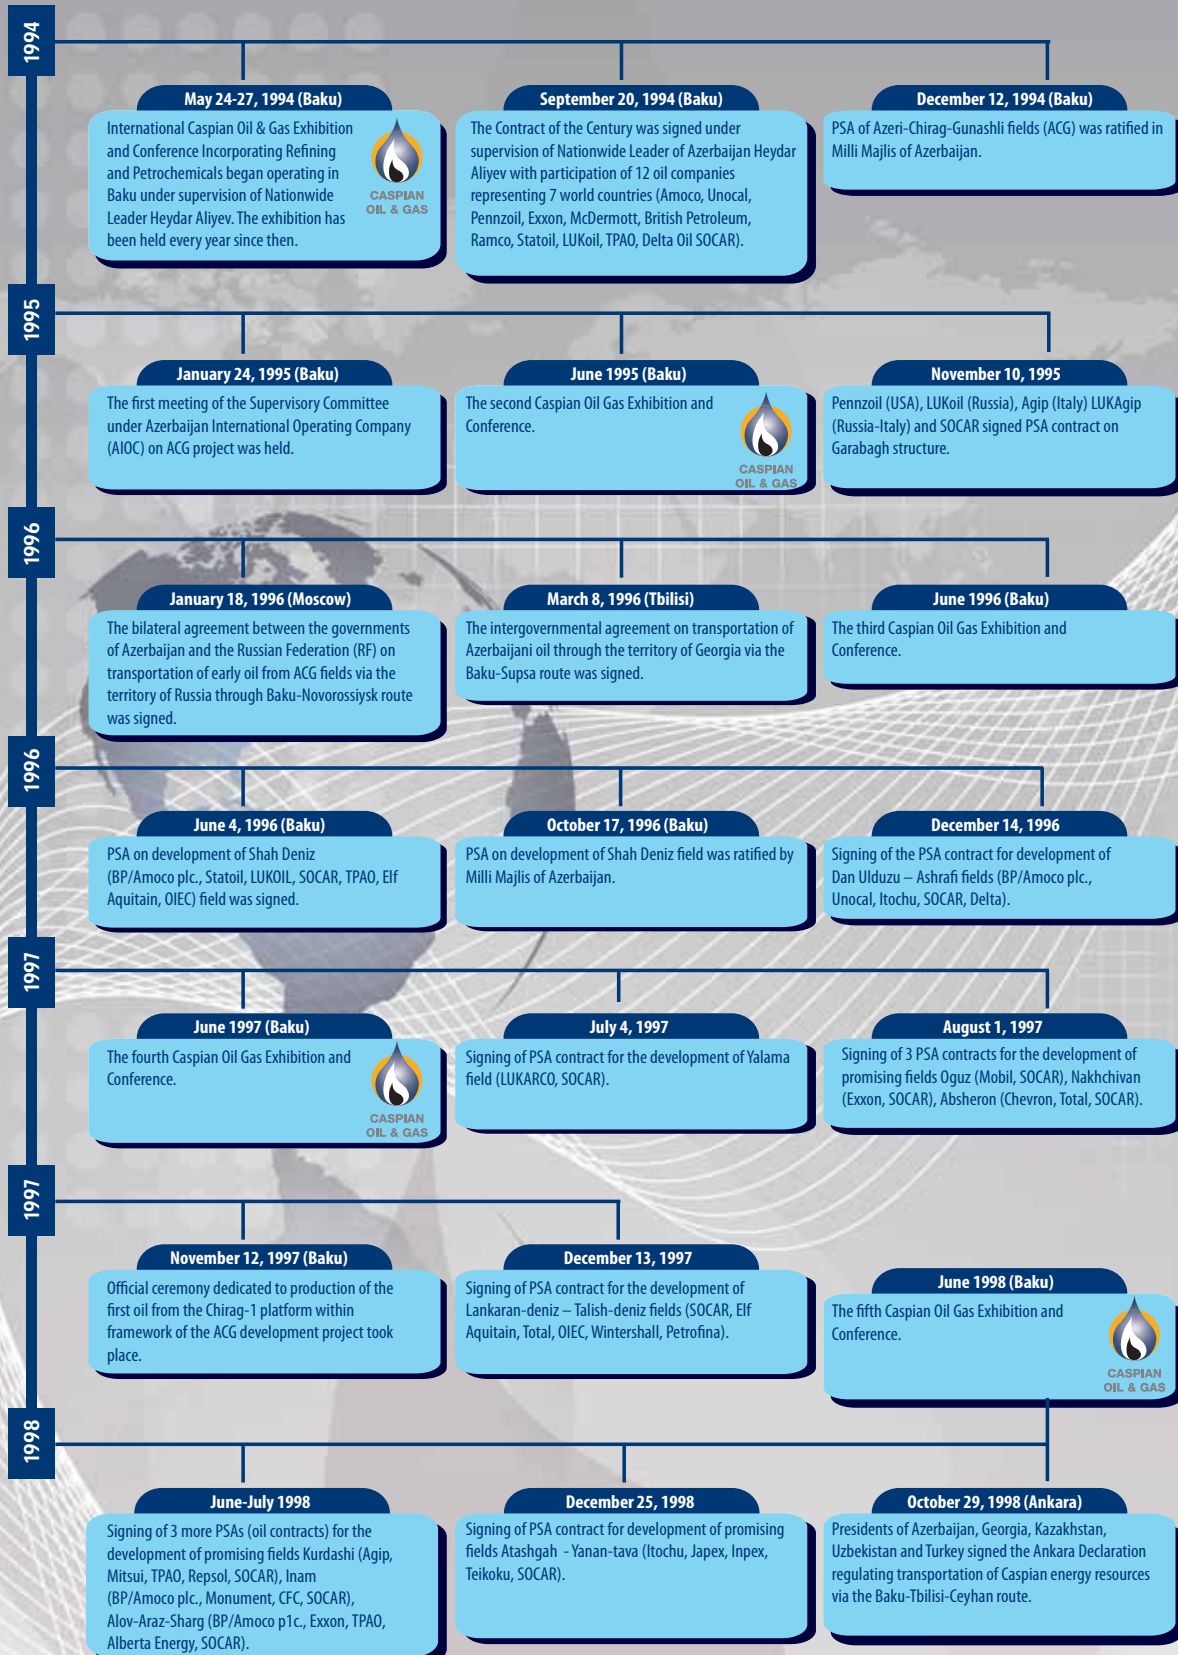 1994
May 24-27, 1994 (Baku)
International Caspian Oil & Gas Exhibition
and Conference Incorporating Refining
and Petrochemicals began operating in
Baku under supervision of Nationwide
Leader Heydar Aliyev. The exhibition has
been held every year since then.
CASPIAN
OIL & GAS
September 20, 1994 (Baku)
The Contract of the Century was signed under
supervision of Nationwide Leader of Azerbaijan Heydar
Aliyev with participation of 12 oil companies
representing 7 world countries (Amoco, Unocal,
Pennzoil, Exxon, McDermott, British Petroleum,
Ramco, Statoil, LUKoil, TPAO, Delta Oil SOCAR).
December 12, 1994 (Baku)
PSA of Azeri-Chirag-Gunashli fields (ACG) was ratified in
Milli Majlis of Azerbaijan.
1995
January 24, 1995 (Baku)
The first meeting of the Supervisory Committee
under Azerbaijan International Operating Company
(AIOC) on ACG project was held.
June 1995 (Baku)
The second Caspian Oil Gas Exhibition and
Conference.
CASPIAN
OIL & GAS
November 10, 1995
Pennzoil (USA), LUKoil (Russia), Agip (Italy) LUKAgip
(Russia-Italy) and SOCAR signed PSA contract on
Garabagh structure.
1996
January 18, 1996 (Moscow)
The bilateral agreement between the governments
of Azerbaijan and the Russian Federation (RF) on
transportation of early oil from ACG fields via the
territory of Russia through Baku-Novorossiysk route
was signed.
March 8, 1996 (Tbilisi)
The intergovernmental agreement on transportation of
Azerbaijani oil through the territory of Georgia via the
Baku-Supsa route was signed.
June 1996 (Baku)
The third Caspian Oil Gas Exhibition and
Conference.
1996
June 4, 1996 (Baku)
PSA on development of Shah Deniz
(BP/Amoco plc., Statoil, LUKOIL, SOCAR, TPAO, Elf
Aquitain, OIEC) field was signed.
October 17, 1996 (Baku)
PSA on development of Shah Deniz field was ratified by
Milli Majlis of Azerbaijan.
December 14, 1996
Signing of the PSA contract for development of
Dan Ulduzu – Ashrafi fields (BP/Amoco plc.,
Unocal, Itochu, SOCAR, Delta).
1997
June 1997 (Baku)
The fourth Caspian Oil Gas Exhibition and
Conference.
CASPIAN
OIL & GAS
July 4, 1997
Signing of PSA contract for the development of Yalama
field (LUKARCO, SOCAR).
August 1, 1997
Signing of 3 PSA contracts for the development of
promising fields Oguz (Mobil, SOCAR), Nakhchivan
(Exxon, SOCAR), Absheron (Chevron, Total, SOCAR).
1997
November 12, 1997 (Baku)
Official ceremony dedicated to production of the
first oil from the Chirag-1 platform within
framework of the ACG development project took
place.
December 13, 1997
Signing of PSA contract for the development of
Lankaran-deniz – Talish-deniz fields (SOCAR, Elf
Aquitain, Total, OIEC, Wintershall, Petrofina).
June 1998 (Baku)
The fifth Caspian Oil Gas Exhibition and
Conference.
CASPIAN
OIL & GAS
1998
June-July 1998
Signing of 3 more PSAs (oil contracts) for the
development of promising fields Kurdashi (Agip,
Mitsui, TPAO, Repsol, SOCAR), Inam
(BP/Amoco plc., Monument, CFC, SOCAR),
Alov-Araz-Sharg (BP/Amoco p1c., Exxon, TPAO,
Alberta Energy, SOCAR).
December 25, 1998
Signing of PSA contract for development of promising
fields Atashgah - Yanan-tava (Itochu, Japex, Inpex,
Teikoku, SOCAR).
October 29, 1998 (Ankara)
Presidents of Azerbaijan, Georgia, Kazakhstan,
Uzbekistan and Turkey signed the Ankara Declaration
regulating transportation of Caspian energy resources
via the Baku-Tbilisi-Ceyhan route.